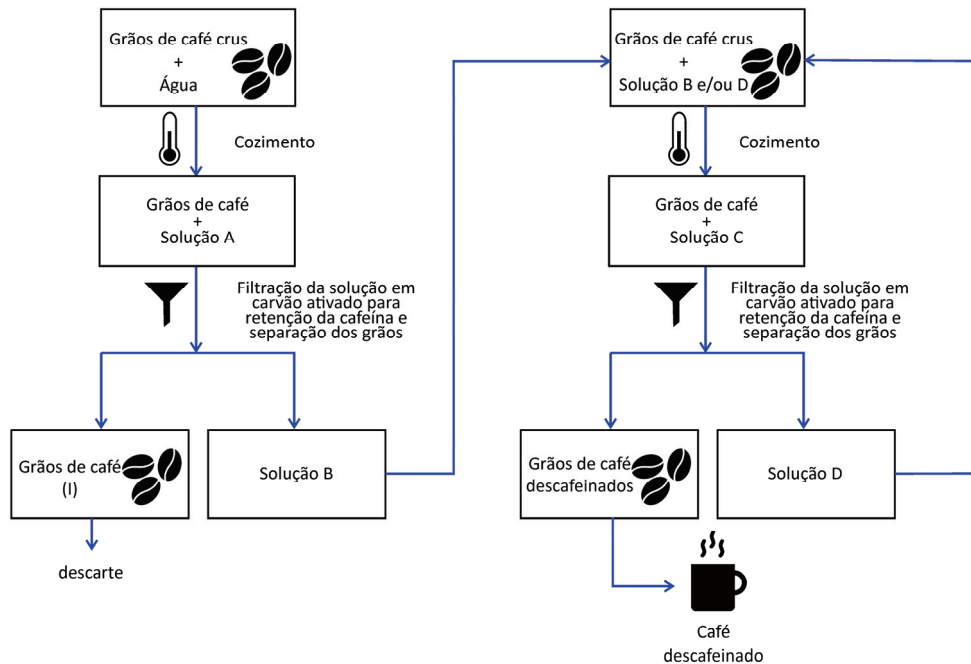 Grãos de café crus
+
Água
Cozimento
Grãos de café
+
Solução A
Filtração da solução em
carvão ativado para
retenção da cafeína e
separação dos grãos
Grãos de café
(I)
Solução B
descarte
Grãos de café crus
+
Solução B e/ou D
Cozimento
Grãos de café
+
Solução C
Filtração da solução em
carvão ativado para
retenção da cafeína e
separação dos grãos
Grãos de café
descafeinados
Solução D
Café
descafeinado